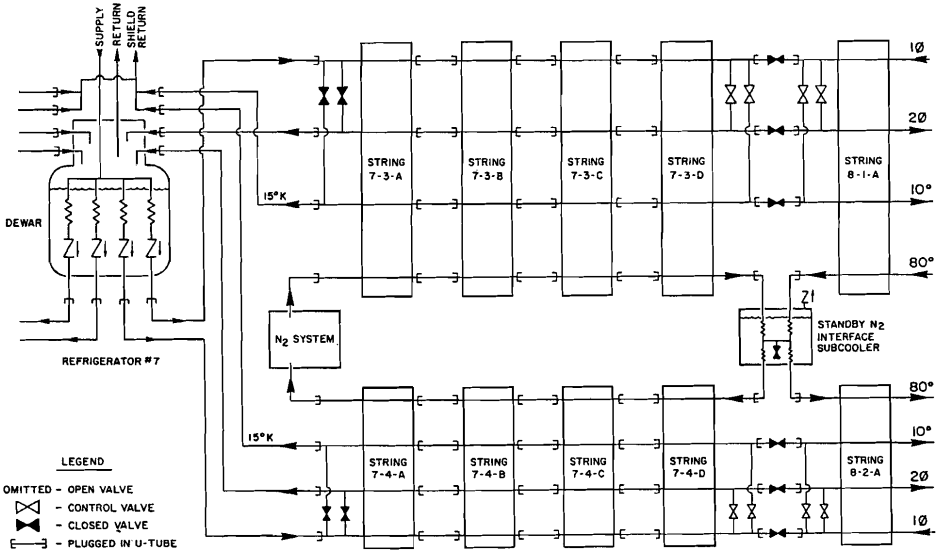 SUPPLY
RETURN
SHIELD
RETURN
DEWAR
REFRIGERATOR #7
15°K
15°K
N2 SYSTEM
STRING
7-3-A
STRING
7-3-B
STRING
7-3-C
STRING
7-3-D
STRING
8-1-A
1Ø
2Ø
10°
80°
STANDBY N2
INTERFACE
SUBCOOLER
STRING
7-4-A
STRING
7-4-B
STRING
7-4-C
STRING
7-4-D
STRING
8-2-A
80°
10°
2Ø
1Ø
LEGEND
OMITTED - OPEN VALVE
- CONTROL VALVE
- CLOSED VALVE
- PLUGGED IN U-TUBE